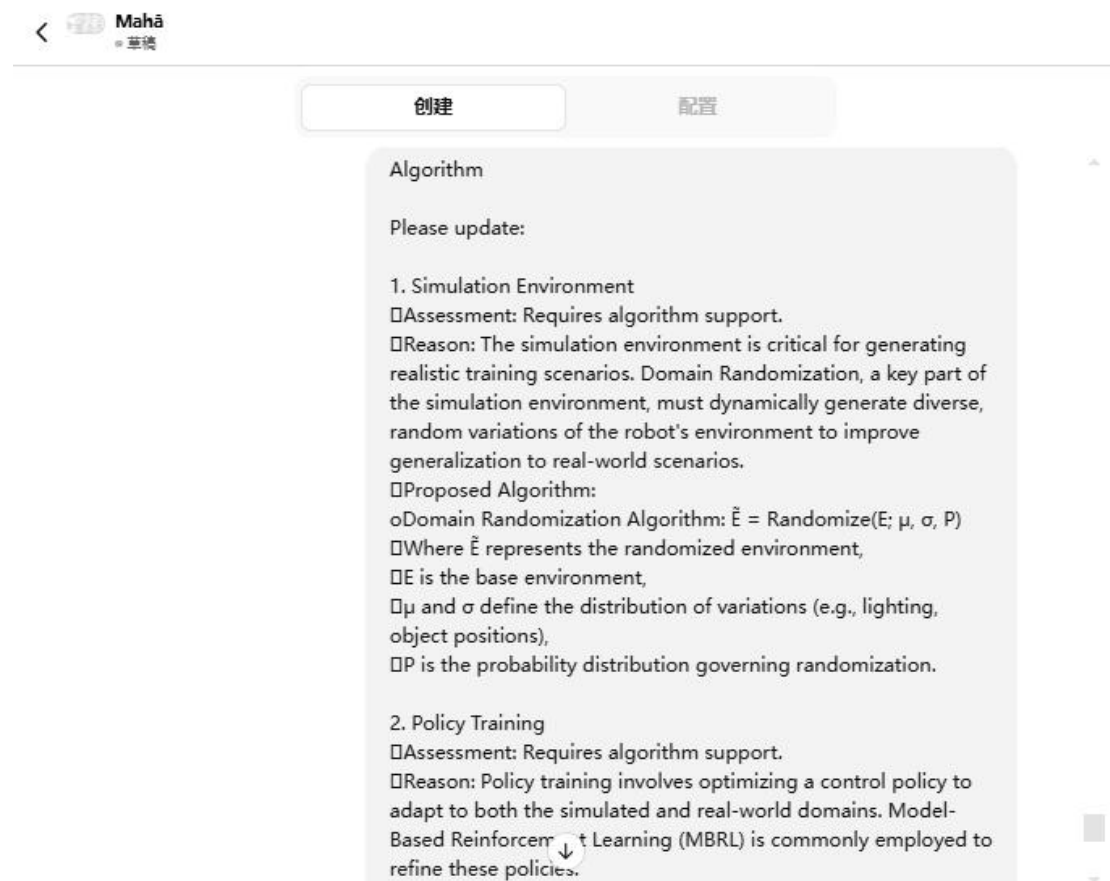 Mahā
草稿
创建
配置
Algorithm
Please update:
1. Simulation Environment
▯Assessment: Requires algorithm support.
▯Reason: The simulation environment is critical for generating
realistic training scenarios. Domain Randomization, a key part of
the simulation environment, must dynamically generate diverse,
random variations of the robot's environment to improve
generalization to real-world scenarios.
▯Proposed Algorithm:
oDomain Randomization Algorithm: Ẽ = Randomize(E; μ, σ, P)
▯Where Ẽ represents the randomized environment,
▯E is the base environment,
▯μ and σ define the distribution of variations (e.g., lighting,
object positions),
▯P is the probability distribution governing randomization.
2. Policy Training
▯Assessment: Requires algorithm support.
▯Reason: Policy training involves optimizing a control policy to
adapt to both the simulated and real-world domains. Model-
Based Reinforcement Learning (MBRL) is commonly employed to
refine these policies.